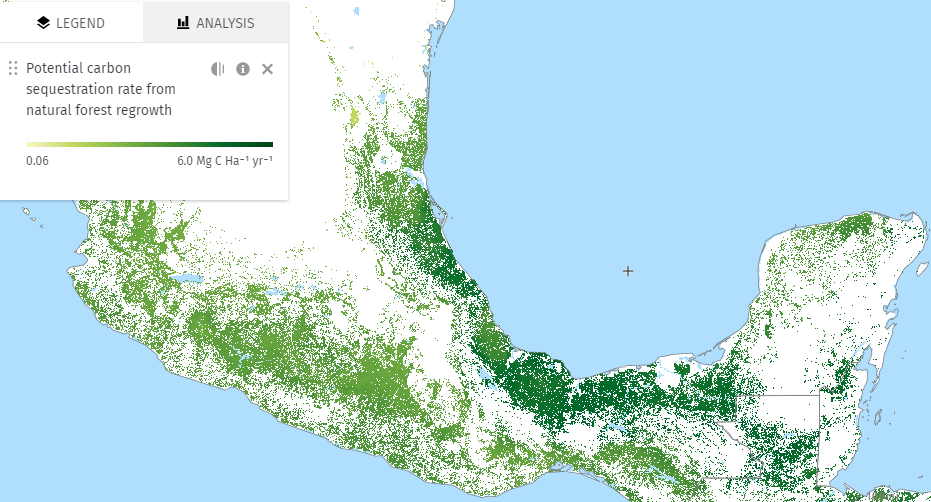 LEGEND
ANALYSIS
Potential carbon
sequestration rate from
natural forest regrowth
0.06
6.0 Mg C Ha⁻¹ yr⁻¹